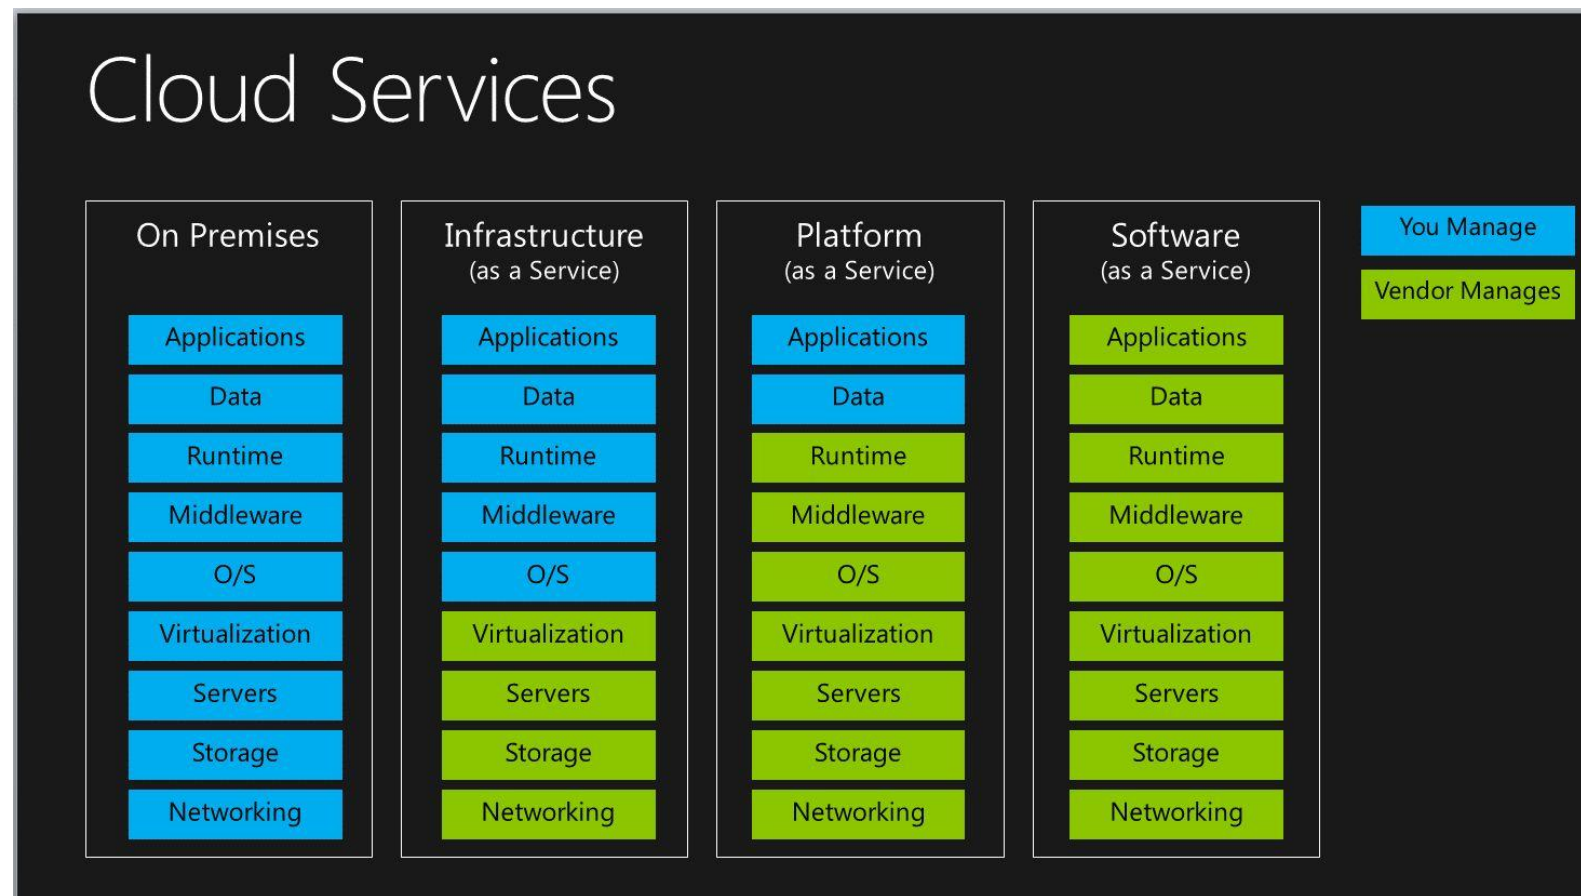 Cloud Services
On Premises
Applications
Data
Runtime
Middleware
O/S
Virtualization
Servers
Storage
Networking
Infrastructure
(as a Service)
Applications
Data
Runtime
Middleware
O/S
Virtualization
Servers
Storage
Networking
Platform
(as a Service)
Applications
Data
Runtime
Middleware
O/S
Virtualization
Servers
Storage
Networking
Software
(as a Service)
Applications
Data
Runtime
Middleware
O/S
Virtualization
Servers
Storage
Networking
You Manage
Vendor Manages